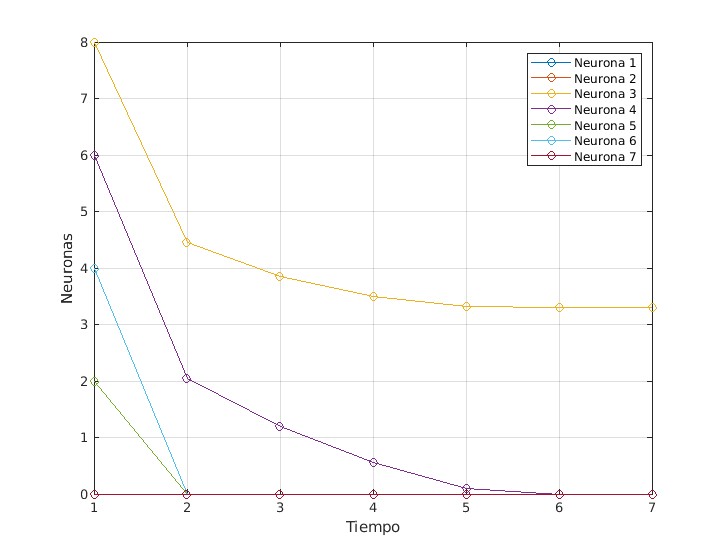 8
7
6
5
4
3
2
1
0
Neuronas
Neurona 1
Neurona 2
Neurona 3
Neurona 4
Neurona 5
Neurona 6
Neurona 7
1 2 3 4 5 6 7
Tiempo